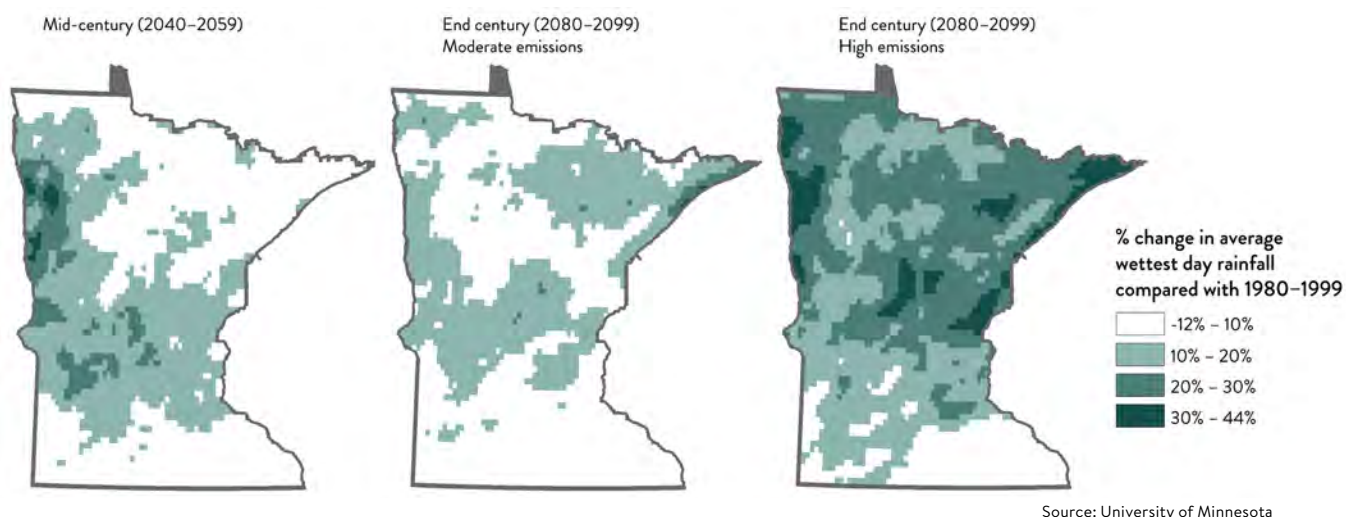 Mid-century (2040–2059)
End century (2080–2099)
Moderate emissions
End century (2080–2099)
High emissions
% change in average
wettest day rainfall
compared with 1980–1999
-12% – 10%
10% – 20%
20% – 30%
30% – 44%
Source: University of Minnesota